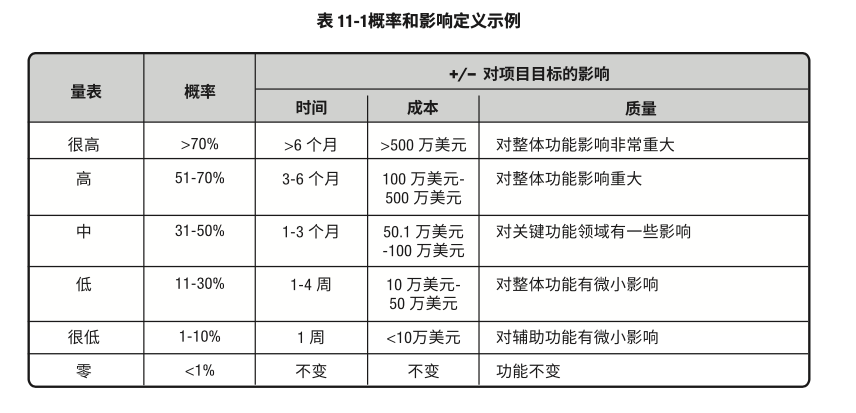 表 11-1概率和影响定义示例
量表 概率 +/− 对项目目标的影响
时间 成本 质量
很高 >70% >6 个月 >500 万美元 对整体功能影响非常重大
高 51-70% 3-6 个月 100 万美元- 对整体功能影响重大
500 万美元
中 31-50% 1-3 个月 50.1 万美元 对关键功能领域有一些影响
-100 万美元
低 11-30% 1-4 周 10 万美元- 对整体功能有微小影响
50 万美元
很低 1-10% 1 周 <10万美元 对辅助功能有微小影响
零 <1% 不变 不变 功能不变